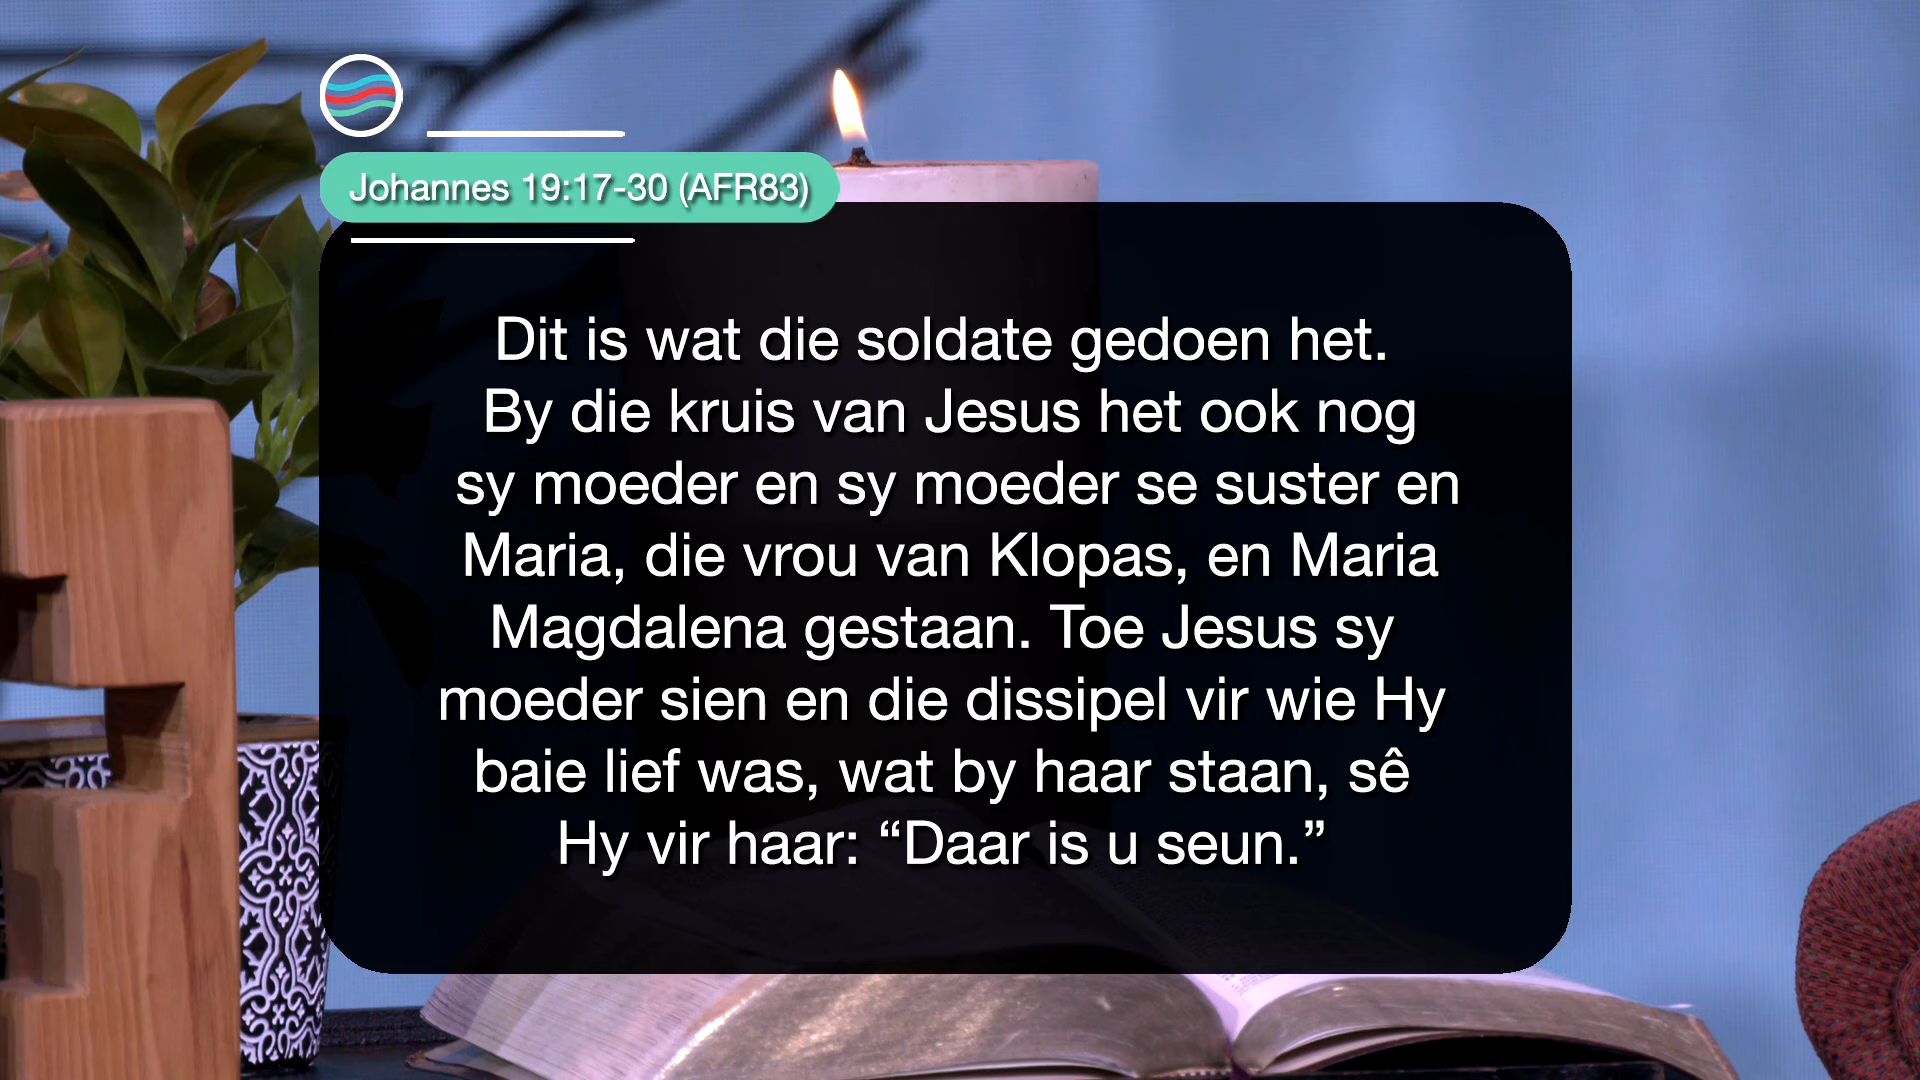 Johannes 19:17-30 (AFR83)
Dit is wat die soldate gedoen het.
By die kruis van Jesus het ook nog
sy moeder en sy moeder se suster en
Maria, die vrou van Klopas, en Maria
Magdalena gestaan. Toe Jesus sy
moeder sien en die dissipel vir wie Hy
baie lief was, wat by haar staan, sê
Hy vir haar: “Daar is u seun.”